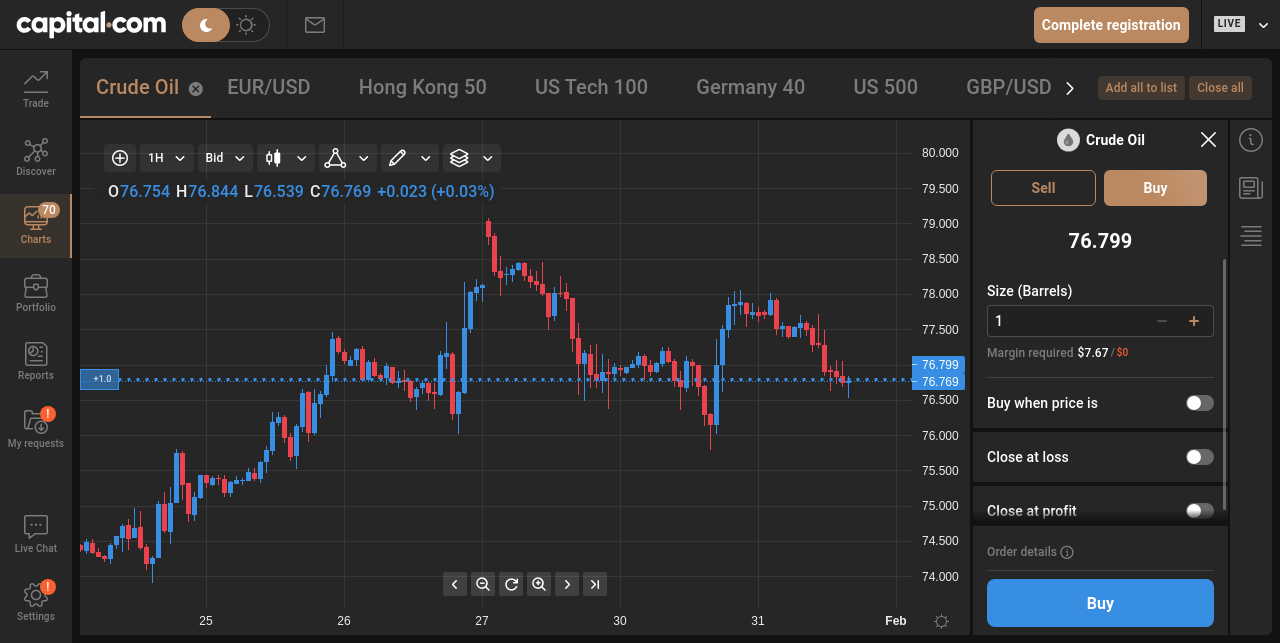 capital.com
Complete registration
LIVE
Trade
Discover
70
Charts
Portfolio
Reports
!
My requests
Live Chat
!
Settings
Crude Oil
EUR/USD
Hong Kong 50
US Tech 100
Germany 40
US 500
GBP/USD
Add all to list
Close all
1H
Bid
O76.754 H76.844 L76.539 C76.769 +0.023 (+0.03%)
+1.0
80.000
79.500
79.000
78.500
78.000
77.500
76.799
76.769
76.500
76.000
75.500
75.000
74.500
74.000
25
26
27
30
31
Feb
Crude Oil
Sell
Buy
76.799
Size (Barrels)
1
Margin required $7.67 / $0
Buy when price is
Close at loss
Close at profit
Order details
Buy